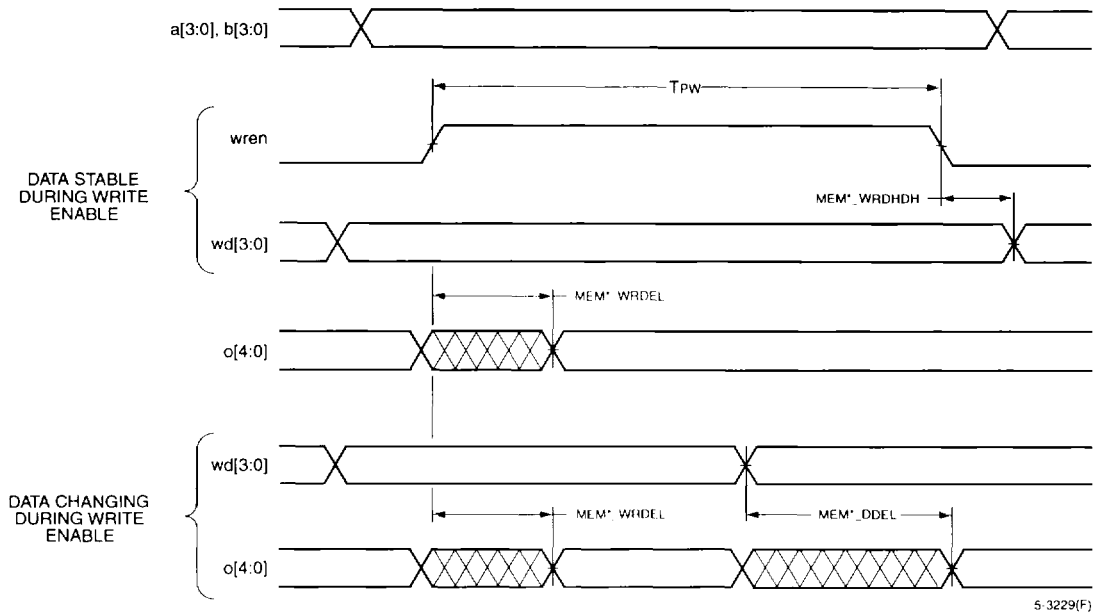 a[3:0], b[3:0]
TPW
wren
DATA STABLE
DURING WRITE
ENABLE
MEM*_WRDHDH
wd[3:0]
MEM*_WRDEL
o[4:0]
wd[3:0]
DATA CHANGING
DURING WRITE
ENABLE
MEM*_WRDEL
MEM*_DDEL
o[4:0]
5-3229(F)